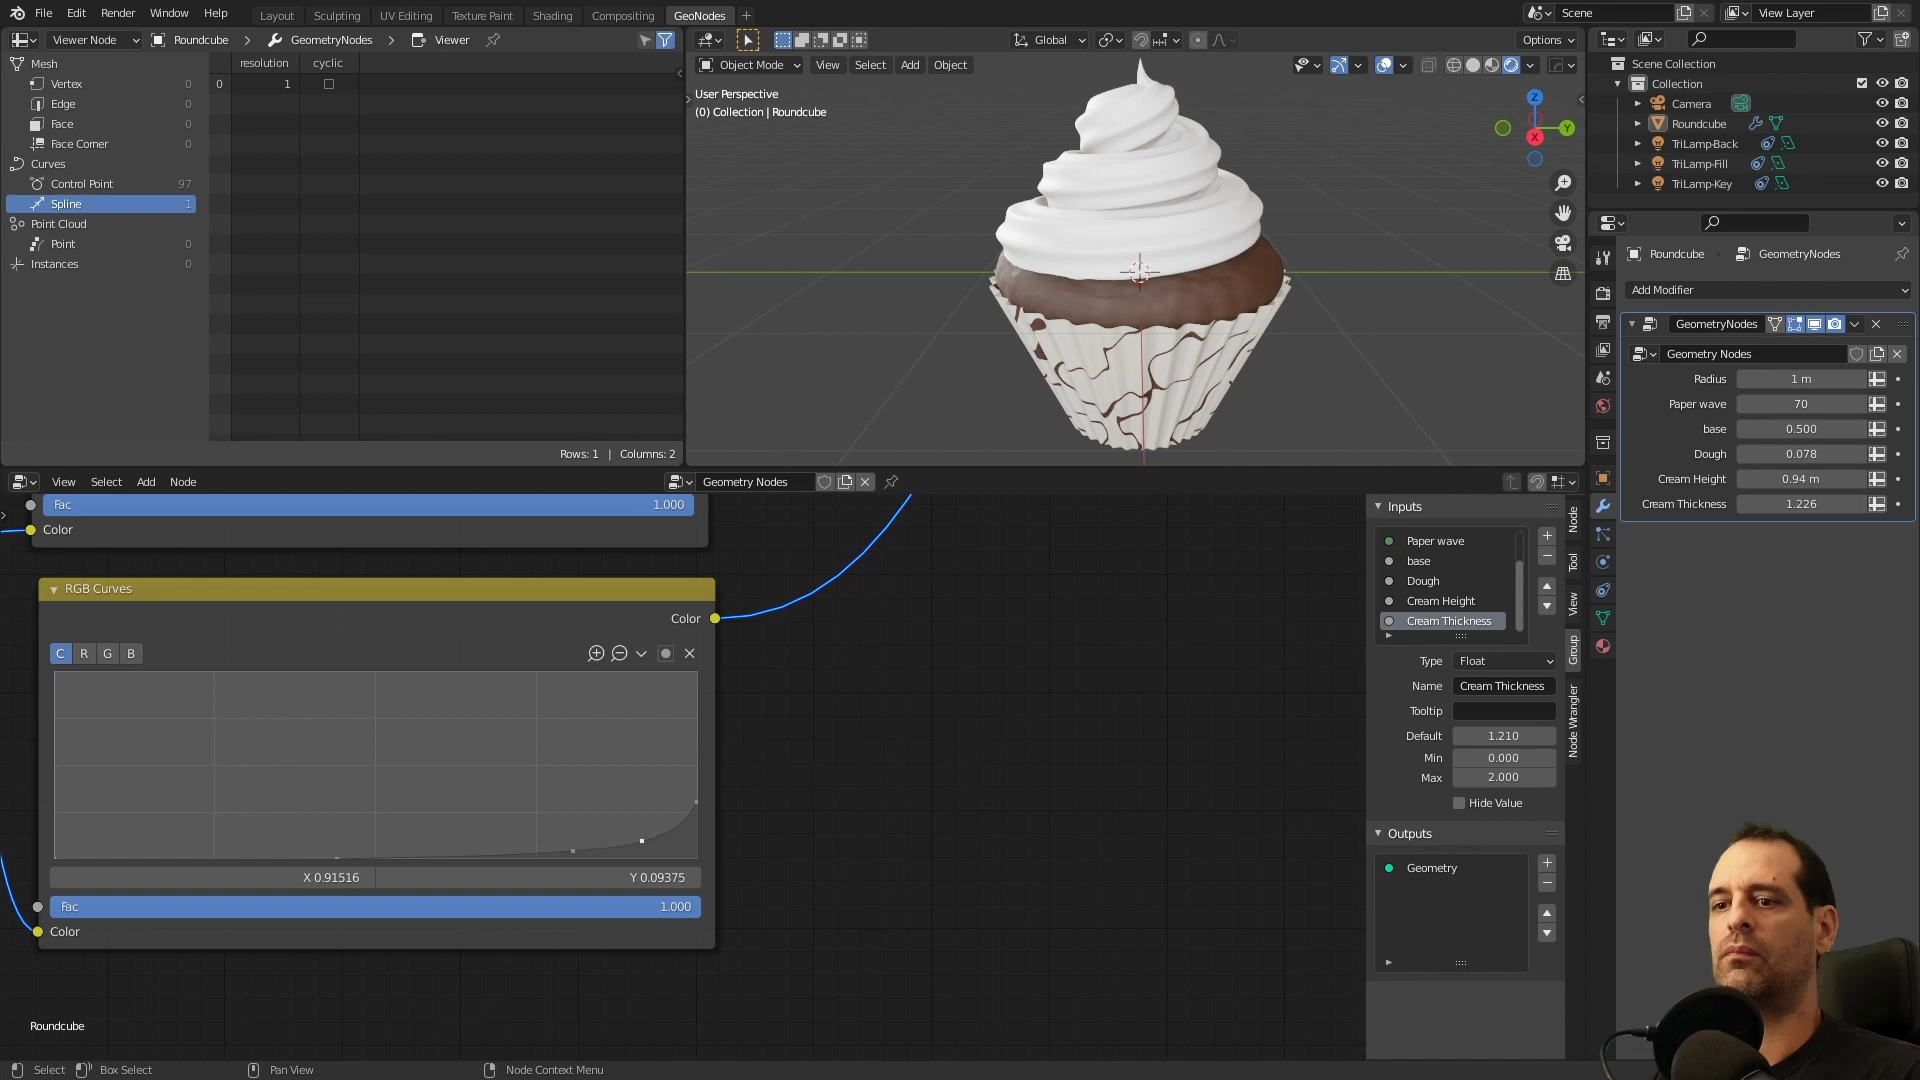 File Edit Render Window Help Layout Sculpting UV Editing Texture Paint Shading Compositing GeoNodes + Scene View Layer
Viewer Node Roundcube GeometryNodes Viewer Global Options
Mesh resolution cyclic
Vertex 0 0 1
Edge 0
Face 0
Face Corner 0
Curves
Control Point 97
Spline 1
Point Cloud
Point 0
Instances 0
Rows: 1 | Columns: 2
Object Mode View Select Add Object
User Perspective
(0) Collection | Roundcube
Z
Y
X
Scene Collection
Collection
Camera
Roundcube
TriLamp-Back
TriLamp-Fill
TriLamp-Key
Roundcube GeometryNodes
Add Modifier
GeometryNodes
Geometry Nodes
Radius 1 m
Paper wave 70
base 0.500
Dough 0.078
Cream Height 0.94 m
Cream Thickness 1.226
View Select Add Node Geometry Nodes
Fac 1.000
Color
RGB Curves
Color
C R G B
X 0.91516 Y 0.09375
Fac 1.000
Color
Roundcube
Inputs
Paper wave
base
Dough
Cream Height
Cream Thickness
Type Float
Name Cream Thickness
Tooltip
Default 1.210
Min 0.000
Max 2.000
Hide Value
Outputs
Geometry
Node
Tool
View
Group
Node Wrangler
Select Box Select Pan View Node Context Menu